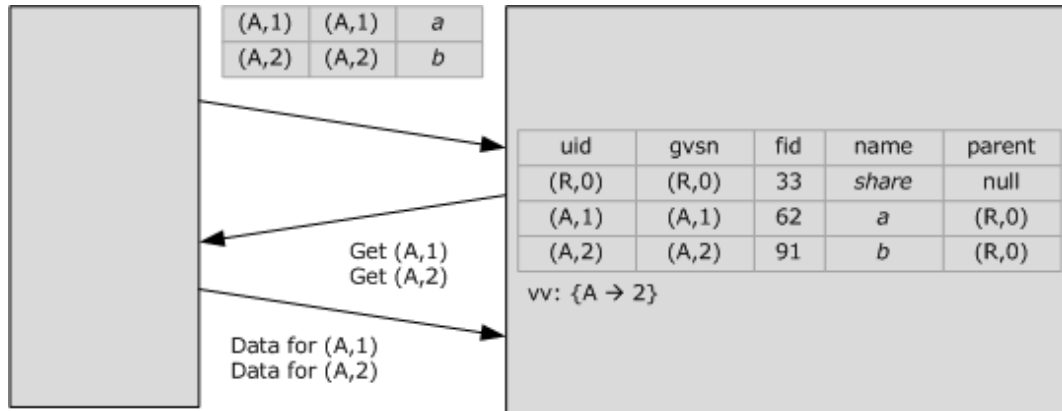 (A,1) (A,1) a
(A,2) (A,2) b
uid gvsn fid name parent
(R,0) (R,0) 33 share null
(A,1) (A,1) 62 a (R,0)
(A,2) (A,2) 91 b (R,0)
vv: {A → 2}
Get (A,1)
Get (A,2)
Data for (A,1)
Data for (A,2)